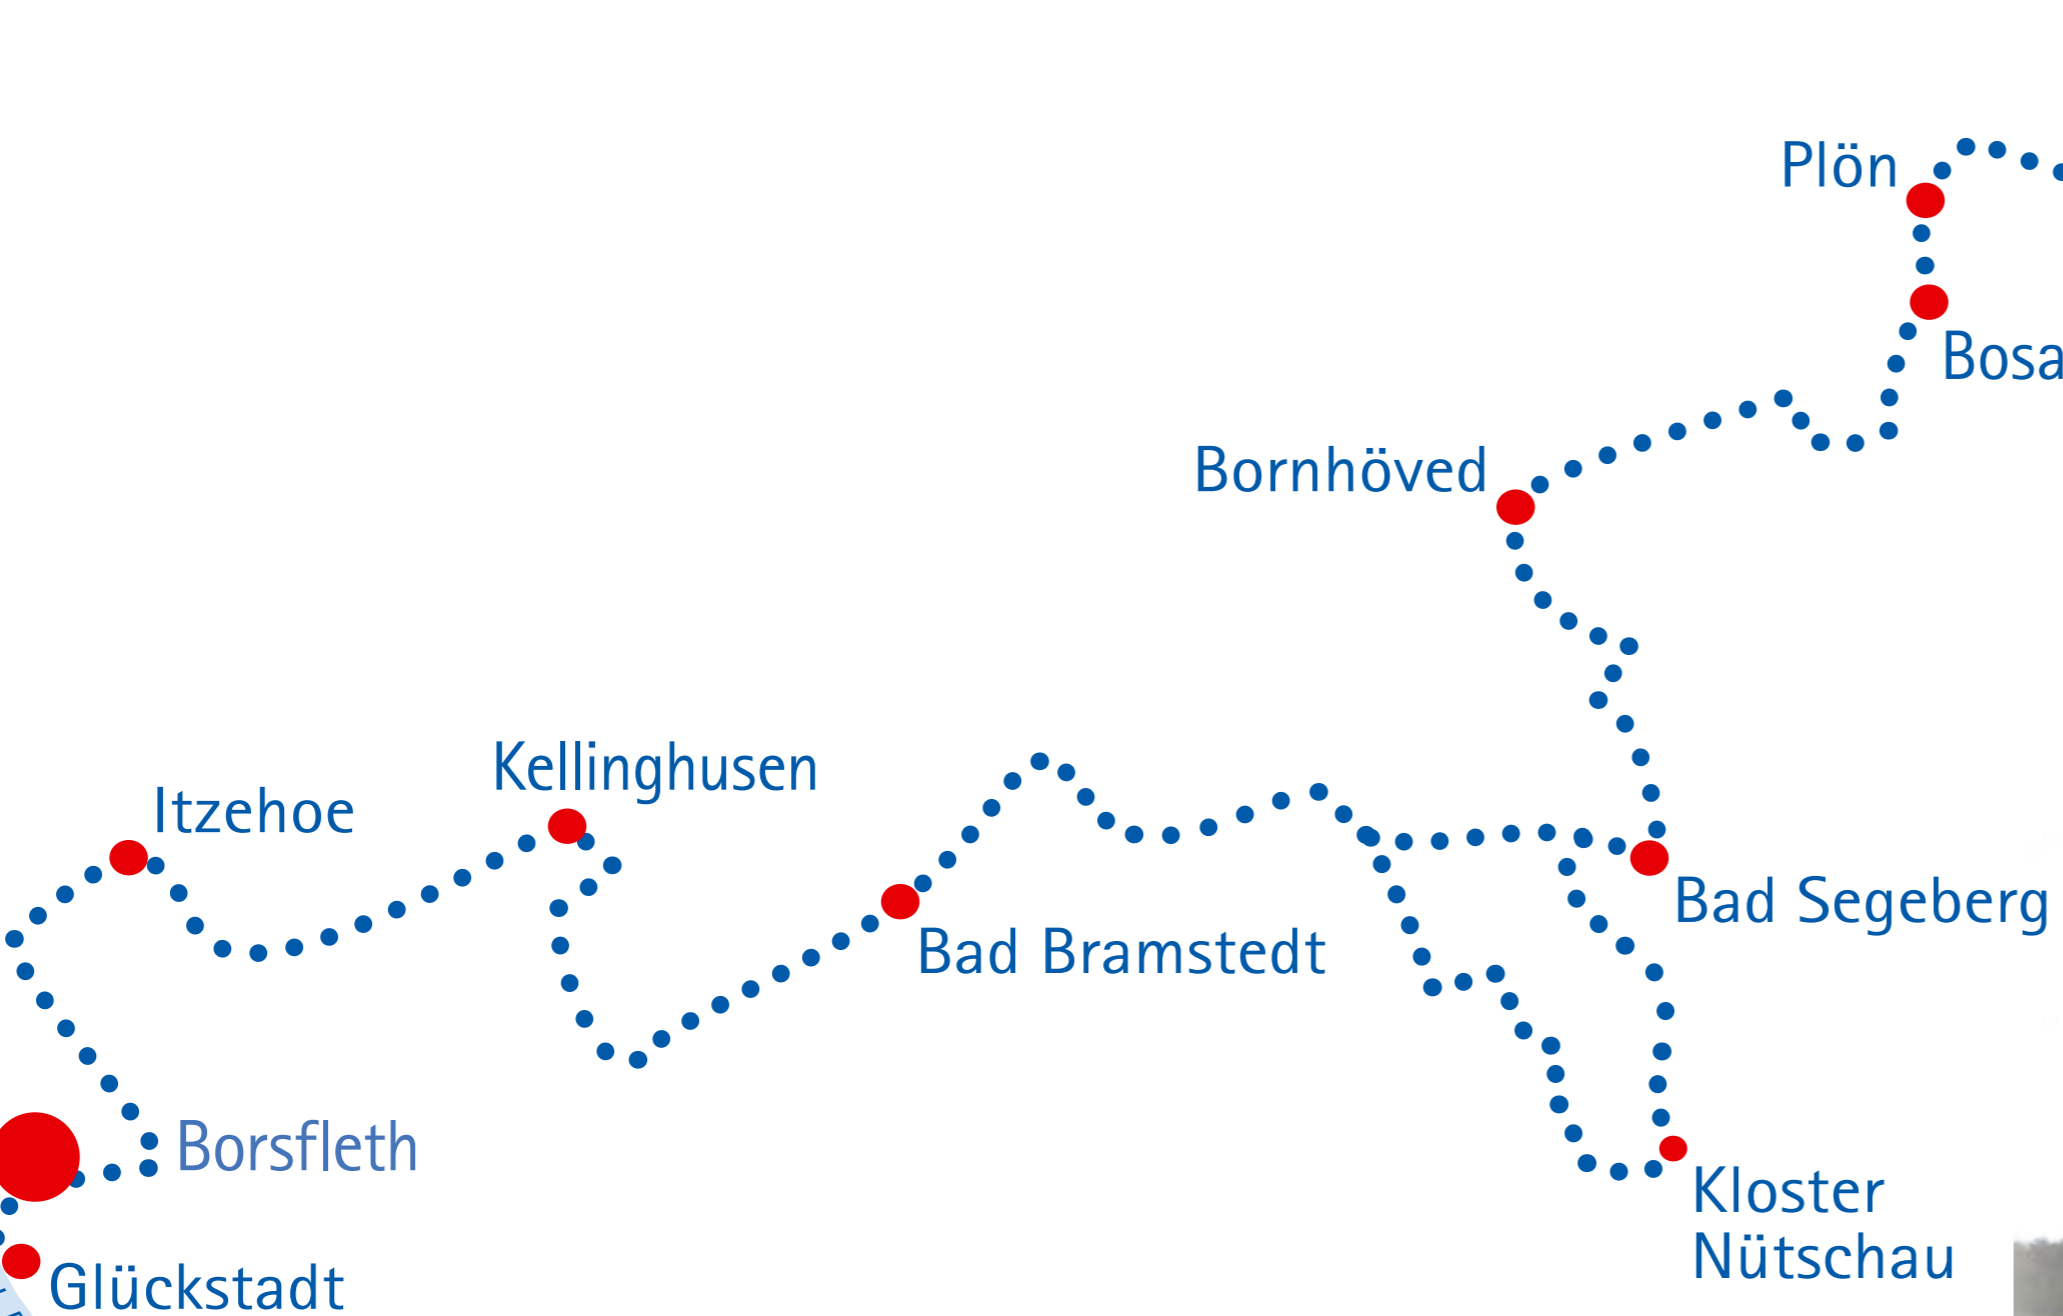 Plön
Bosa
Bornhöved
Kellinghusen
Itzehoe
Bad Segeberg
Bad Bramstedt
Borsfleth
Kloster
Nütschau
Glückstadt